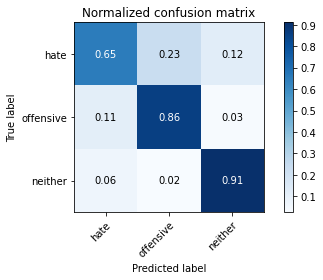 Normalized confusion matrix
True label
hate 0.65 0.23 0.12
offensive 0.11 0.86 0.03
neither 0.06 0.02 0.91
hate offensive neither
Predicted label
0.9
0.8
0.7
0.6
0.5
0.4
0.3
0.2
0.1